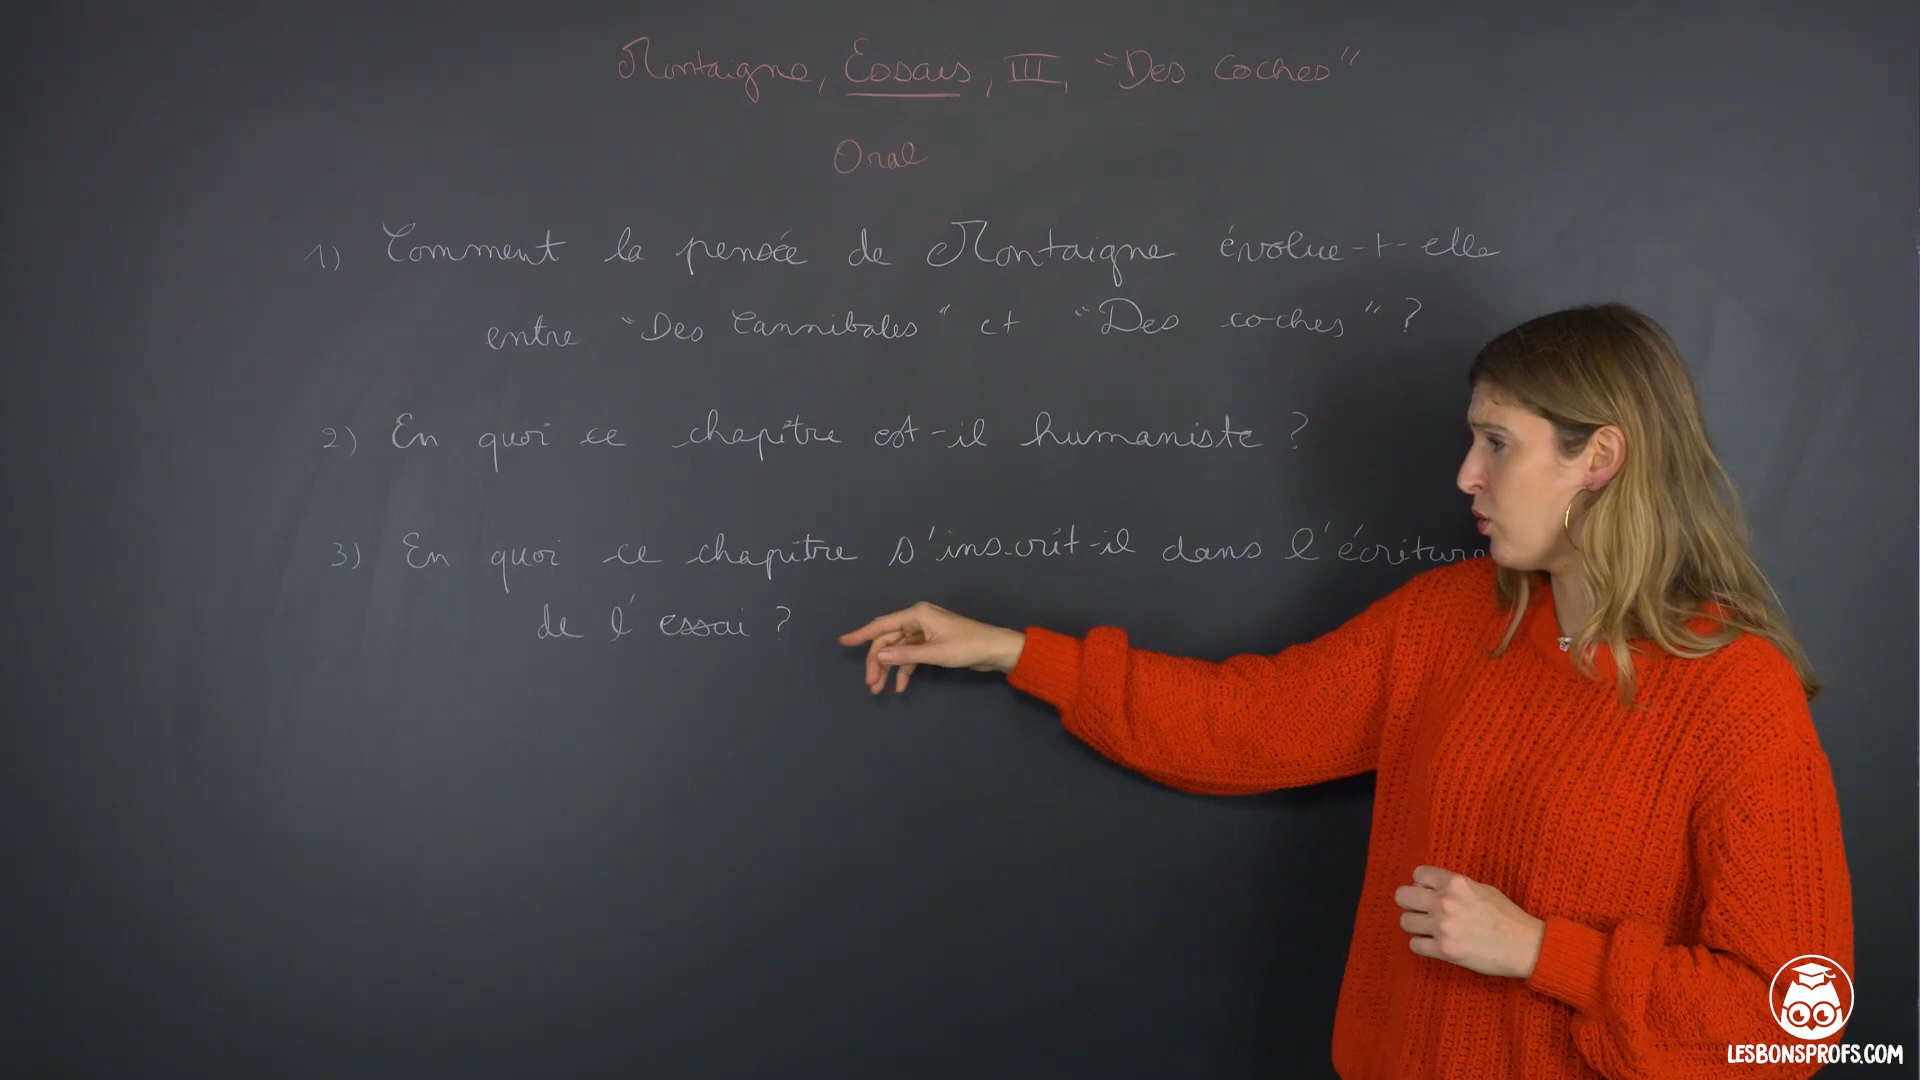 Montaigne, Essais, III, "Des coches"
Oral
1) Comment la pensée de Montaigne évolue-t-elle
entre "Des Cannibales" et "Des coches" ?
2) En quoi ce chapitre est-il humaniste ?
3) En quoi ce chapitre s'inscrit-il dans l'écriture
de l'essai ?
LESBONSPROFS.COM